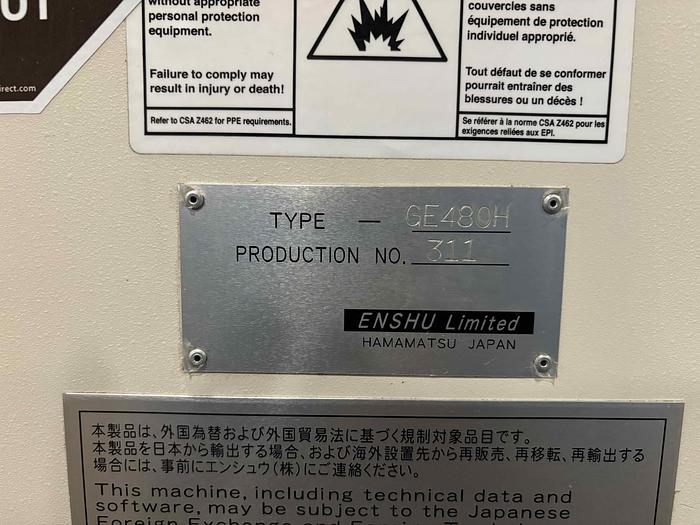 OUT
irect.com
without appropriate
personal protection
equipment.
Failure to comply may
result in injury or death!
Refer to CSA Z462 for PPE requirements.
couvercles sans
équipement de protection
individuel approprié.
Tout défaut de se conformer
pourrait entraîner des
blessures ou un décès !
Se référer à la norme CSA Z462 pour les
exigences reliées aux EPI.
TYPE — GE480H
PRODUCTION NO. 311
ENSHU Limited
HAMAMATSU JAPAN
本製品は、外国為替および外国貿易法に基づく規制対象品目です。
本製品を日本から輸出する場合、および海外設置先から再販売、再移転、再輸出する
場合には、事前にエンシュウ(株)にご連絡ください。
This machine, including technical data and
software, may be subject to the Japanese
Foreign Exchange and Foreign Trade